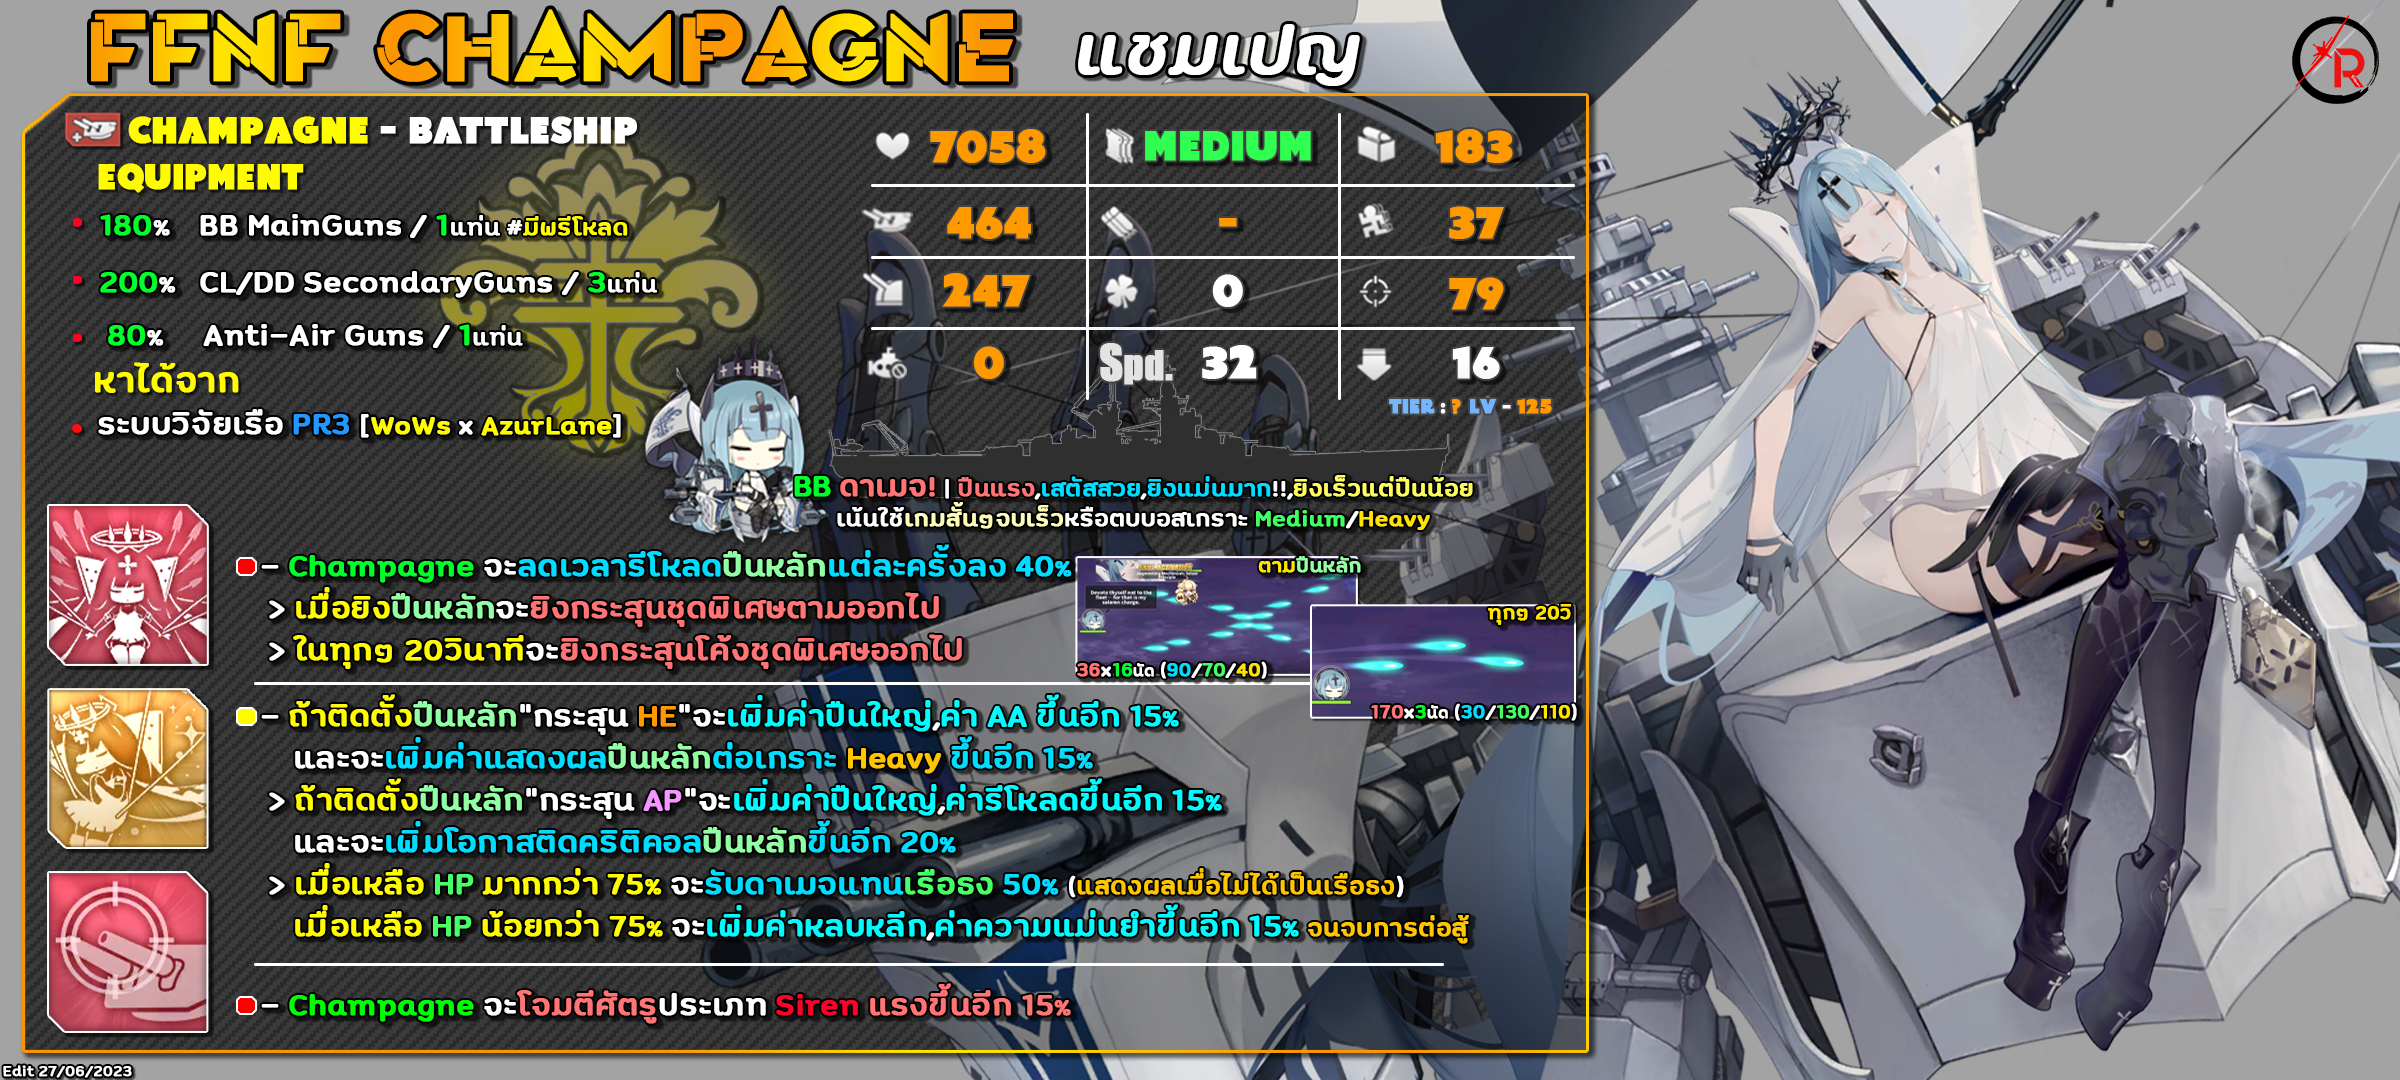 FFNF CHAMPAGNE แชมเปญ
R
CHAMPAGNE - BATTLESHIP
EQUIPMENT
180% BB MainGuns / 1แท่น #มีพรีโหลด
200% CL/DD SecondaryGuns / 3แท่น
80% Anti-Air Guns / 1แท่น
หาได้จาก
ระบบวิจัยเรือ PR3 [WoWs x AzurLane]
7058 MEDIUM 183
464 - 37
247 0 79
0 Spd. 32 16
TIER : ? LV - 125
BB ดาเมจ! | ปืนแรง,เสตัสสวย,ยิงแม่นมาก!!,ยิงเร็วแต่ปืนน้อย
เน้นใช้เกมสั้นๆจบเร็วหรือตบบอสเกราะ Medium/Heavy
- Champagne จะลดเวลารีโหลดปืนหลักแต่ละครั้งลง 40%
> เมื่อยิงปืนหลักจะยิงกระสุนชุดพิเศษตามออกไป
> ในทุกๆ 20วินาทีจะยิงกระสุนโค้งชุดพิเศษออกไป
ตามปืนหลัก
Devote thyself not to the
fleet - for that is my
solemn charge.
36x16นัด (90/70/40)
ทุกๆ 20วิ
170x3นัด (30/130/110)
- ถ้าติดตั้งปืนหลัก"กระสุน HE"จะเพิ่มค่าปืนใหญ่,ค่า AA ขึ้นอีก 15%
และจะเพิ่มค่าแสดงผลปืนหลักต่อเกราะ Heavy ขึ้นอีก 15%
> ถ้าติดตั้งปืนหลัก"กระสุน AP"จะเพิ่มค่าปืนใหญ่,ค่ารีโหลดขึ้นอีก 15%
และจะเพิ่มโอกาสติดคริติคอลปืนหลักขึ้นอีก 20%
> เมื่อเหลือ HP มากกว่า 75% จะรับดาเมจแทนเรือธง 50% (แสดงผลเมื่อไม่ได้เป็นเรือธง)
เมื่อเหลือ HP น้อยกว่า 75% จะเพิ่มค่าหลบหลีก,ค่าความแม่นยำขึ้นอีก 15% จนจบการต่อสู้
- Champagne จะโจมตีศัตรูประเภท Siren แรงขึ้นอีก 15%
Edit 27/06/2023